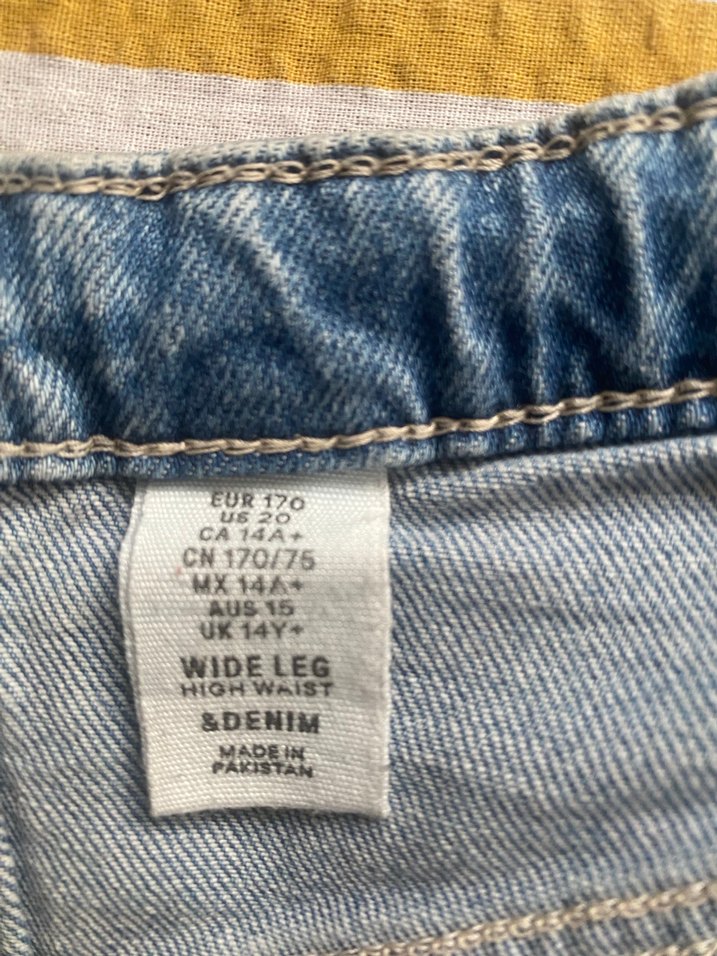 EUR 170
US 20
CA 14A+
CN 170/75
MX 14A+
AUS 15
UK 14Y+
WIDE LEG
HIGH WAIST
&DENIM
MADE IN
PAKISTAN